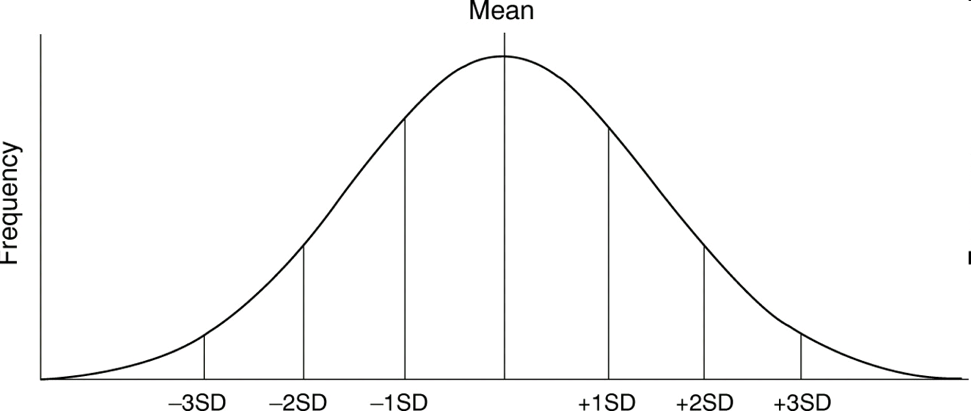 Mean
Frequency
–3SD –2SD –1SD +1SD +2SD +3SD